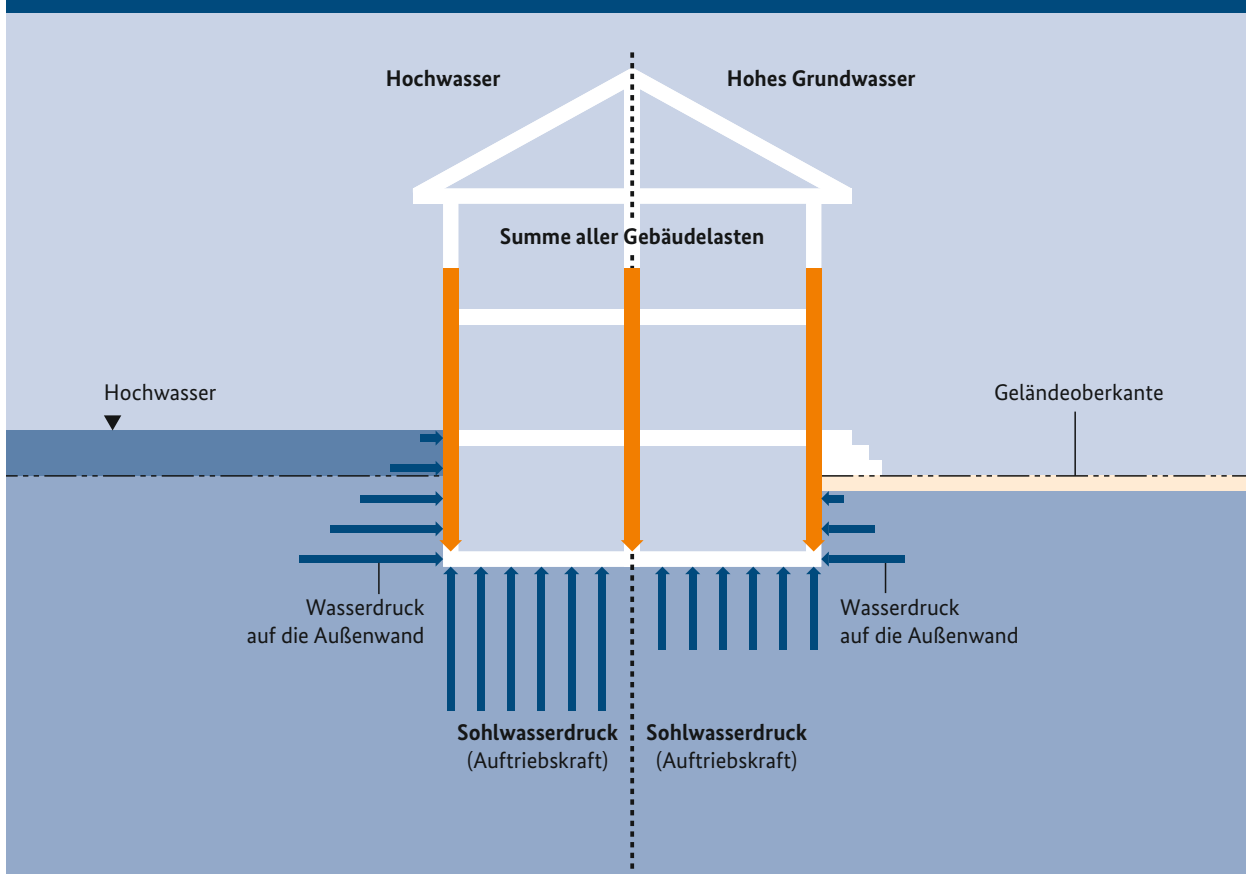 Hochwasser
Hohes Grundwasser
Summe aller Gebäudelasten
Hochwasser
Geländeoberkante
Wasserdruck
auf die Außenwand
Wasserdruck
auf die Außenwand
Sohlwasserdruck
(Auftriebskraft)
Sohlwasserdruck
(Auftriebskraft)